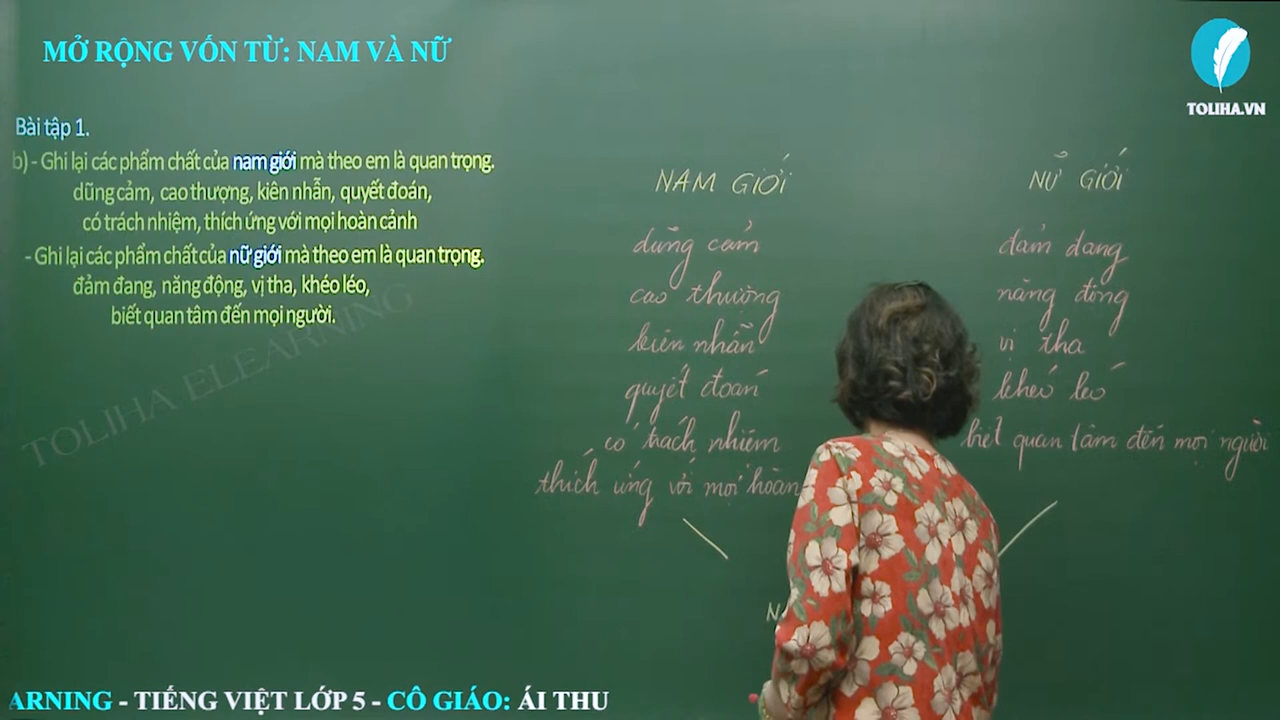 MỞ RỘNG VỐN TỪ: NAM VÀ NỮ
TOLIHA.VN
Bài tập 1.
b) - Ghi lại các phẩm chất của nam giới mà theo em là quan trọng.
dũng cảm, cao thượng, kiên nhẫn, quyết đoán,
có trách nhiệm, thích ứng với mọi hoàn cảnh
- Ghi lại các phẩm chất của nữ giới mà theo em là quan trọng.
đảm đang, năng động, vị tha, khéo léo,
biết quan tâm đến mọi người.
TOLIHA ELEARNING
NAM GIỚI
dũng cảm
cao thượng
kiên nhẫn
quyết đoán
có trách nhiệm
thích ứng với mọi hoàn
NỮ GIỚI
đảm đang
năng động
vị tha
khéo léo
biết quan tâm đến mọi người
ARNING - TIẾNG VIỆT LỚP 5 - CÔ GIÁO: ÁI THU